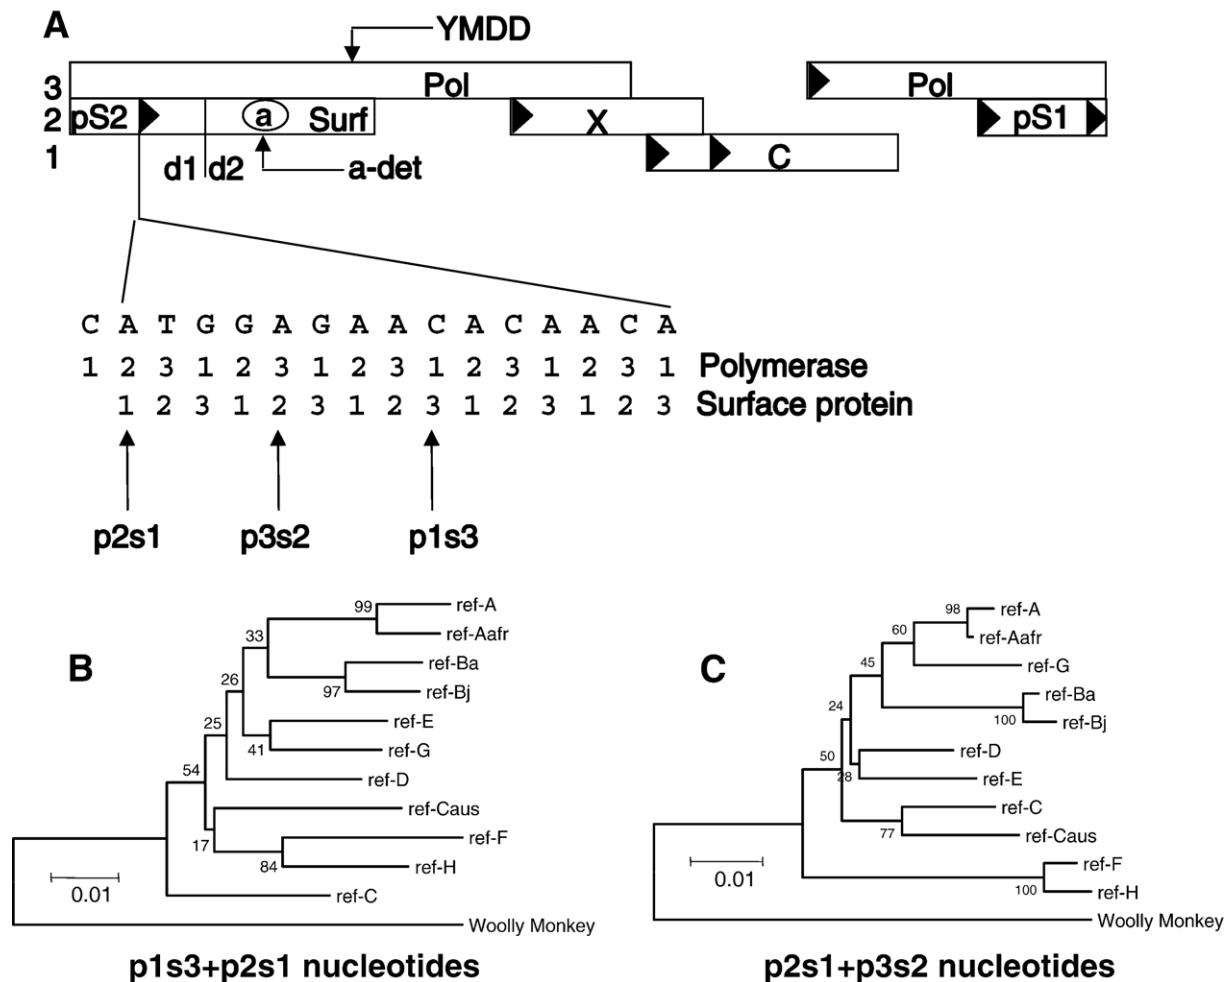 A
YMDD
3 Pol Pol
2 pS2 a Surf X pS1
1 d1 d2 a-det C
C A T G G A G A A C A C A A C A
1 2 3 1 2 3 1 2 3 1 2 3 1 2 3 1 Polymerase
1 2 3 1 2 3 1 2 3 1 2 3 1 2 3 Surface protein
p2s1 p3s2 p1s3
B
99 ref-A
ref-Aafr
33 ref-Ba
97 ref-Bj
26 ref-E
41 ref-G
25 ref-D
54 ref-Caus
17 ref-F
84 ref-H
0.01 ref-C
Woolly Monkey
p1s3+p2s1 nucleotides
C
98 ref-A
60 ref-Aafr
ref-G
45 ref-Ba
100 ref-Bj
24 ref-D
28 ref-E
50 ref-C
77 ref-Caus
ref-F
0.01 100 ref-H
Woolly Monkey
p2s1+p3s2 nucleotides